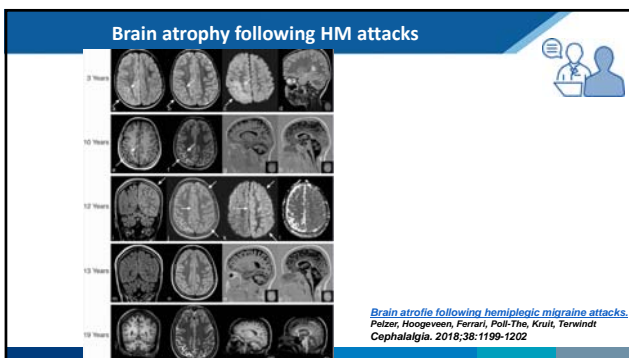 Brain atrophy following HM attacks
3 Years
10 Years
12 Years
13 Years
19 Years
Brain atrofie following hemiplegic migraine attacks.
Pelzer, Hoogeveen, Ferrari, Poll-The, Kruit, Terwindt
Cephalalgia. 2018;38:1199-1202